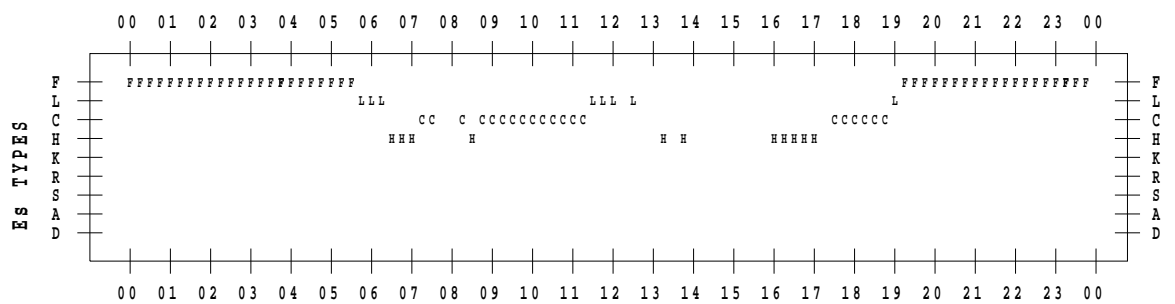 00 01 02 03 04 05 06 07 08 09 10 11 12 13 14 15 16 17 18 19 20 21 22 23 00
Es TYPES
F FFFFFFFFFFFFFFFFFFFFFFF FFFFFFFFFFFFFFFFFFF F
L LLL LLL L L L
C CC C CCCCCCCCCCC CCCCCC C
H HHH H H H HHHHH H
K K
R R
S S
A A
D D
00 01 02 03 04 05 06 07 08 09 10 11 12 13 14 15 16 17 18 19 20 21 22 23 00